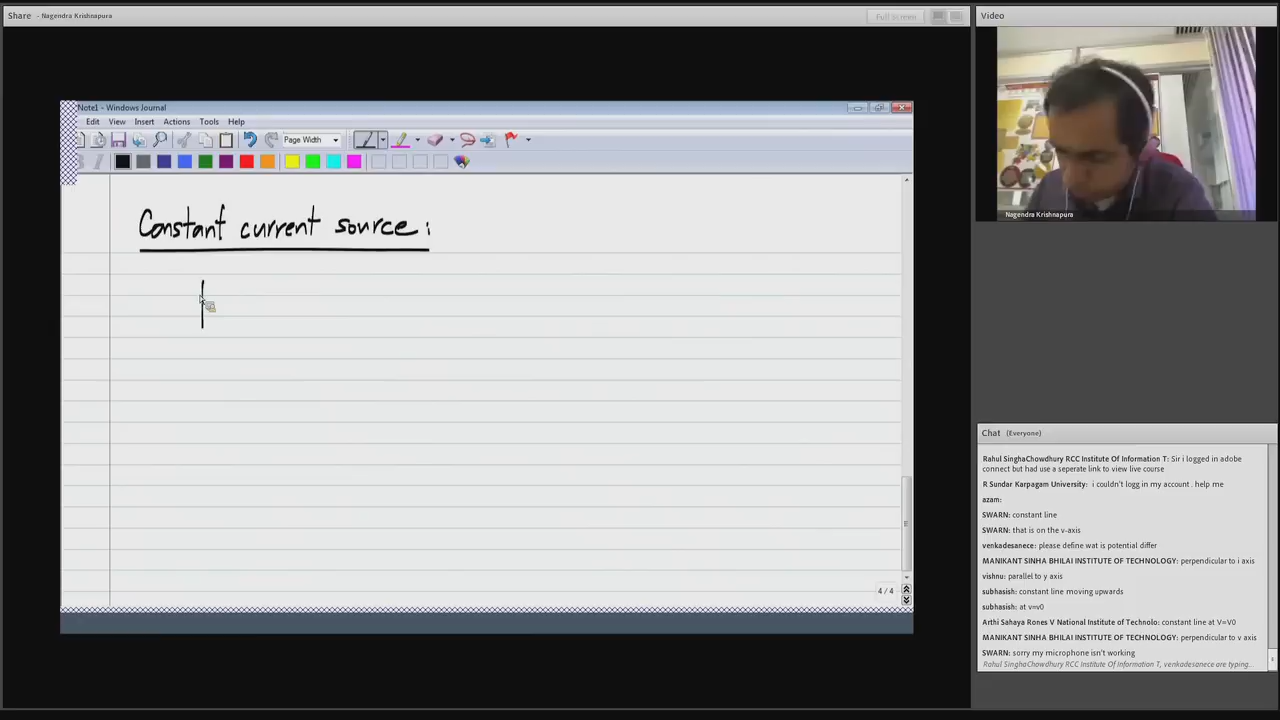 Share - Nagendra Krishnapura
Full Screen
Video
Note1 - Windows Journal
Edit View Insert Actions Tools Help
Page Width
Constant current source:
4 / 4
Nagendra Krishnapura
Chat (Everyone)
Rahul SinghaChowdhury RCC Institute Of Information T: Sir i logged in adobe
connect but had use a seperate link to view live course
R Sundar Karpagam University: i couldn't logg in my account . help me
azam:
SWARN: constant line
SWARN: that is on the v-axis
venkadesanece: please define wat is potential differ
MANIKANT SINHA BHILAI INSTITUTE OF TECHNOLOGY: perpendicular to i axis
vishnu: parallel to y axis
subhasish: constant line moving upwards
subhasish: at v=v0
Arthi Sahaya Rones V National Institute of Technolo: constant line at V=V0
MANIKANT SINHA BHILAI INSTITUTE OF TECHNOLOGY: perpendicular to v axis
SWARN: sorry my microphone isn't working
Rahul SinghaChowdhury RCC Institute Of Information T, venkadesanece are typing...